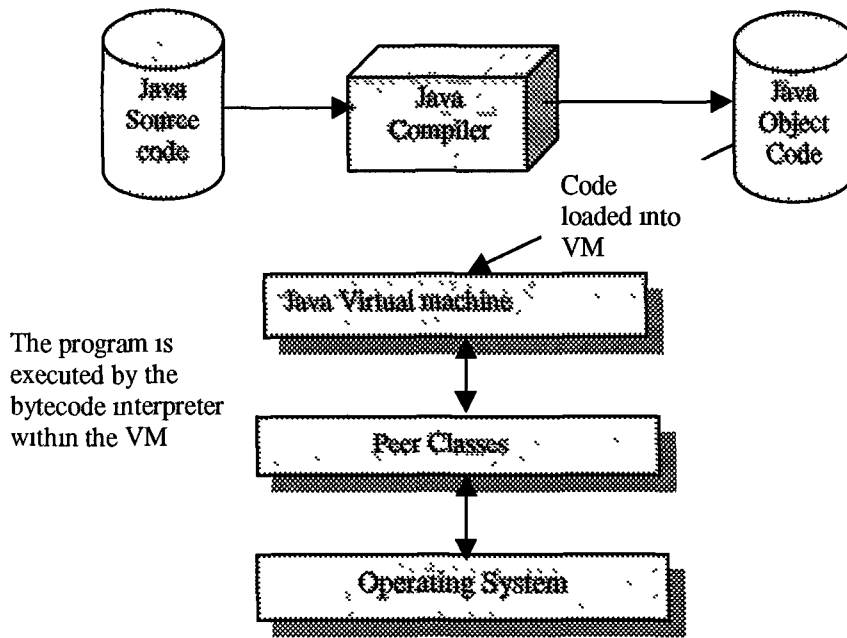 Java
Source
code
Java
Compiler
Java
Object
Code
Code
loaded into
VM
Java Virtual machine
The program is
executed by the
bytecode interpreter
within the VM
Peer Classes
Operating System